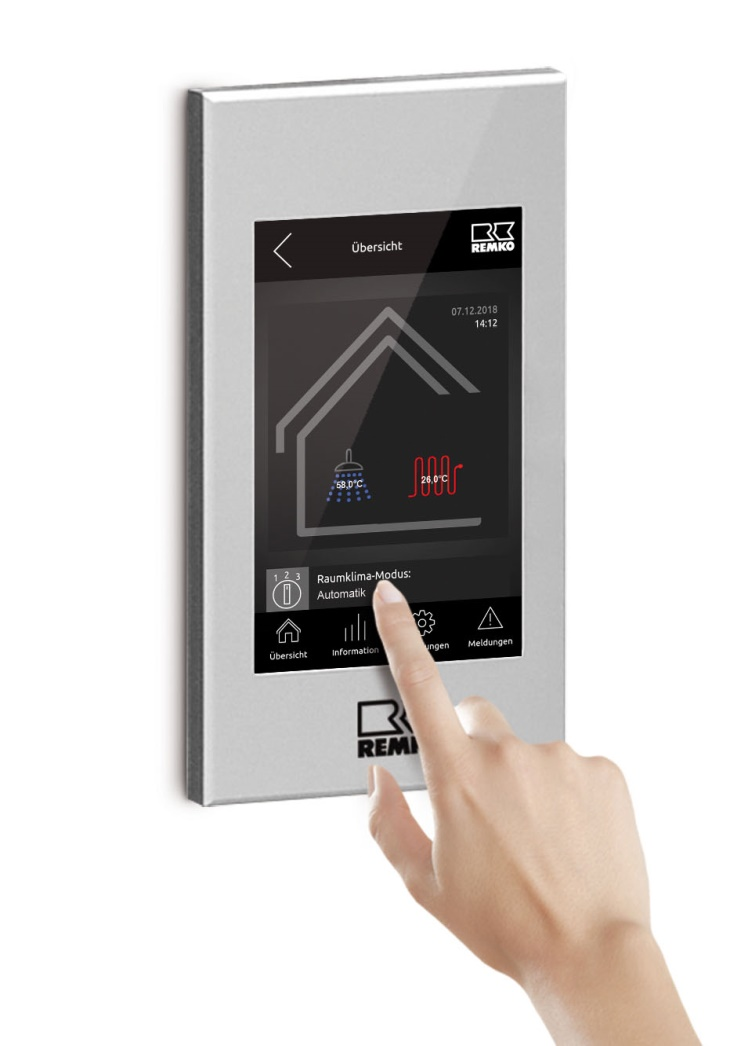 Übersicht
REMKO
07.12.2018
14:12
58,0°C
26,0°C
1 2 3
Raumklima-Modus:
Automatik
Übersicht
Information
Meldungen